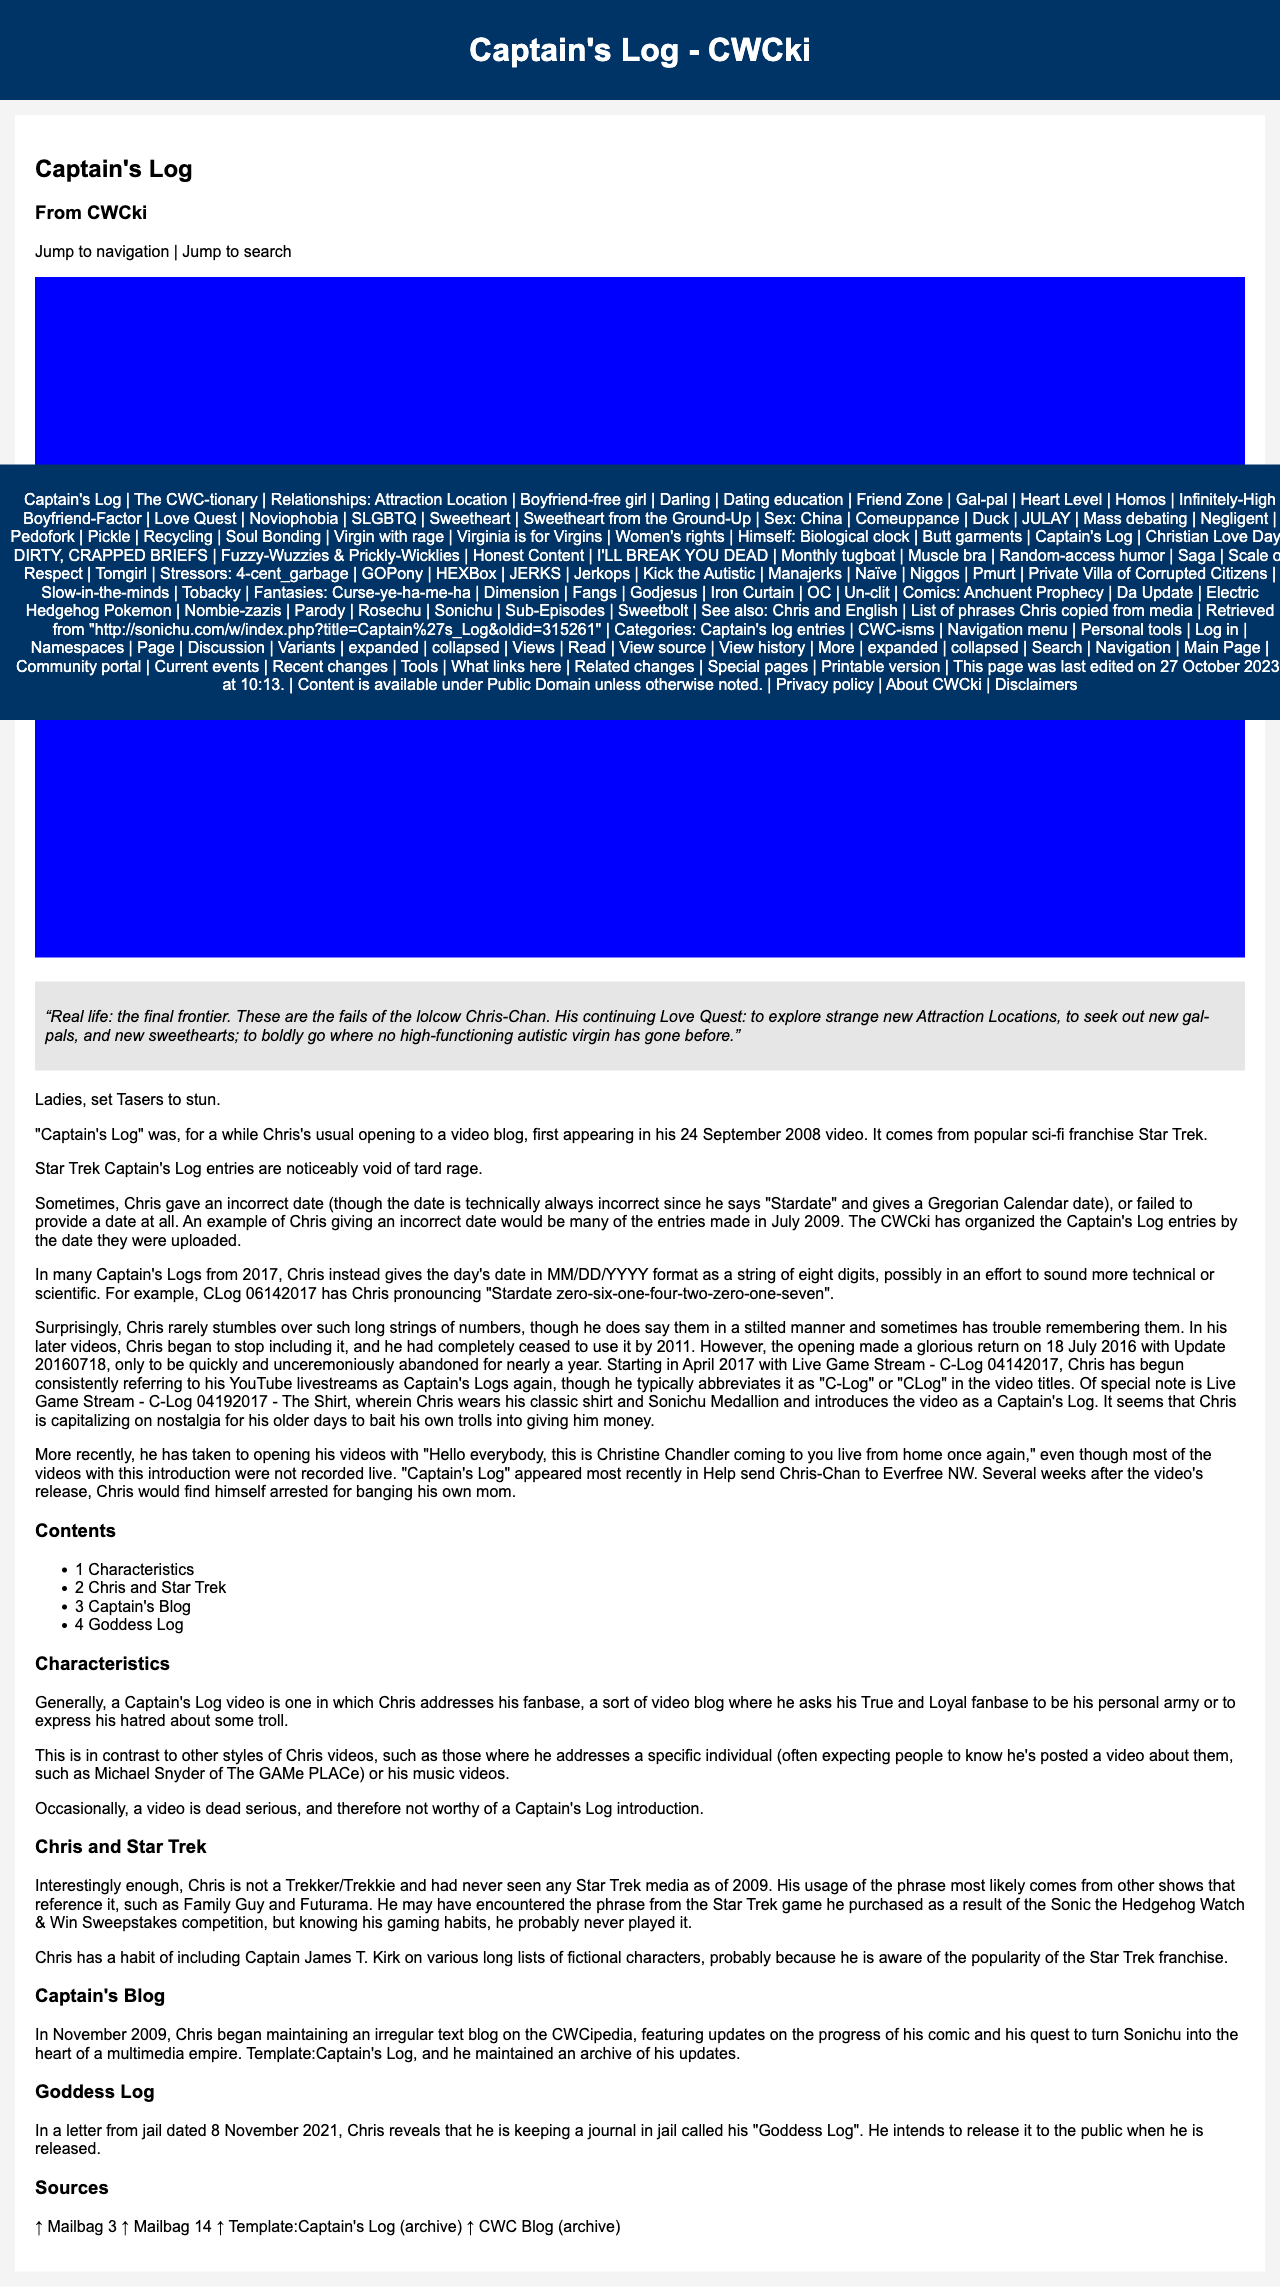 Captain's Log - CWCki
Captain's Log
From CWCki
Jump to navigation | Jump to search
Captain's Log | The CWC-tionary | Relationships: Attraction Location | Boyfriend-free girl | Darling | Dating education | Friend Zone | Gal-pal | Heart Level | Homos | Infinitely-High
Boyfriend-Factor | Love Quest | Noviophobia | SLGBTQ | Sweetheart | Sweetheart from the Ground-Up | Sex: China | Comeuppance | Duck | JULAY | Mass debating | Negligent |
Pedofork | Pickle | Recycling | Soul Bonding | Virgin with rage | Virginia is for Virgins | Women's rights | Himself: Biological clock | Butt garments | Captain's Log | Christian Love Day
DIRTY, CRAPPED BRIEFS | Fuzzy-Wuzzies & Prickly-Wicklies | Honest Content | I'LL BREAK YOU DEAD | Monthly tugboat | Muscle bra | Random-access humor | Saga | Scale o
Respect | Tomgirl | Stressors: 4-cent_garbage | GOPony | HEXBox | JERKS | Jerkops | Kick the Autistic | Manajerks | Naïve | Niggos | Pmurt | Private Villa of Corrupted Citizens |
Slow-in-the-minds | Tobacky | Fantasies: Curse-ye-ha-me-ha | Dimension | Fangs | Godjesus | Iron Curtain | OC | Un-clit | Comics: Anchuent Prophecy | Da Update | Electric
Hedgehog Pokemon | Nombie-zazis | Parody | Rosechu | Sonichu | Sub-Episodes | Sweetbolt | See also: Chris and English | List of phrases Chris copied from media | Retrieved
from "http://sonichu.com/w/index.php?title=Captain%27s_Log&oldid=315261" | Categories: Captain's log entries | CWC-isms | Navigation menu | Personal tools | Log in |
Namespaces | Page | Discussion | Variants | expanded | collapsed | Views | Read | View source | View history | More | expanded | collapsed | Search | Navigation | Main Page |
Community portal | Current events | Recent changes | Tools | What links here | Related changes | Special pages | Printable version | This page was last edited on 27 October 2023
at 10:13. | Content is available under Public Domain unless otherwise noted. | Privacy policy | About CWCki | Disclaimers
“Real life: the final frontier. These are the fails of the lolcow Chris-Chan. His continuing Love Quest: to explore strange new Attraction Locations, to seek out new gal-
pals, and new sweethearts; to boldly go where no high-functioning autistic virgin has gone before.”
Ladies, set Tasers to stun.
"Captain's Log" was, for a while Chris's usual opening to a video blog, first appearing in his 24 September 2008 video. It comes from popular sci-fi franchise Star Trek.
Star Trek Captain's Log entries are noticeably void of tard rage.
Sometimes, Chris gave an incorrect date (though the date is technically always incorrect since he says "Stardate" and gives a Gregorian Calendar date), or failed to
provide a date at all. An example of Chris giving an incorrect date would be many of the entries made in July 2009. The CWCki has organized the Captain's Log entries by
the date they were uploaded.
In many Captain's Logs from 2017, Chris instead gives the day's date in MM/DD/YYYY format as a string of eight digits, possibly in an effort to sound more technical or
scientific. For example, CLog 06142017 has Chris pronouncing "Stardate zero-six-one-four-two-zero-one-seven".
Surprisingly, Chris rarely stumbles over such long strings of numbers, though he does say them in a stilted manner and sometimes has trouble remembering them. In his
later videos, Chris began to stop including it, and he had completely ceased to use it by 2011. However, the opening made a glorious return on 18 July 2016 with Update
20160718, only to be quickly and unceremoniously abandoned for nearly a year. Starting in April 2017 with Live Game Stream - C-Log 04142017, Chris has begun
consistently referring to his YouTube livestreams as Captain's Logs again, though he typically abbreviates it as "C-Log" or "CLog" in the video titles. Of special note is Live
Game Stream - C-Log 04192017 - The Shirt, wherein Chris wears his classic shirt and Sonichu Medallion and introduces the video as a Captain's Log. It seems that Chris
is capitalizing on nostalgia for his older days to bait his own trolls into giving him money.
More recently, he has taken to opening his videos with "Hello everybody, this is Christine Chandler coming to you live from home once again," even though most of the
videos with this introduction were not recorded live. "Captain's Log" appeared most recently in Help send Chris-Chan to Everfree NW. Several weeks after the video's
release, Chris would find himself arrested for banging his own mom.
Contents
• 1 Characteristics
• 2 Chris and Star Trek
• 3 Captain's Blog
• 4 Goddess Log
Characteristics
Generally, a Captain's Log video is one in which Chris addresses his fanbase, a sort of video blog where he asks his True and Loyal fanbase to be his personal army or to
express his hatred about some troll.
This is in contrast to other styles of Chris videos, such as those where he addresses a specific individual (often expecting people to know he's posted a video about them,
such as Michael Snyder of The GAMe PLACe) or his music videos.
Occasionally, a video is dead serious, and therefore not worthy of a Captain's Log introduction.
Chris and Star Trek
Interestingly enough, Chris is not a Trekker/Trekkie and had never seen any Star Trek media as of 2009. His usage of the phrase most likely comes from other shows that
reference it, such as Family Guy and Futurama. He may have encountered the phrase from the Star Trek game he purchased as a result of the Sonic the Hedgehog Watch
& Win Sweepstakes competition, but knowing his gaming habits, he probably never played it.
Chris has a habit of including Captain James T. Kirk on various long lists of fictional characters, probably because he is aware of the popularity of the Star Trek franchise.
Captain's Blog
In November 2009, Chris began maintaining an irregular text blog on the CWCipedia, featuring updates on the progress of his comic and his quest to turn Sonichu into the
heart of a multimedia empire. Template:Captain's Log, and he maintained an archive of his updates.
Goddess Log
In a letter from jail dated 8 November 2021, Chris reveals that he is keeping a journal in jail called his "Goddess Log". He intends to release it to the public when he is
released.
Sources
↑ Mailbag 3 ↑ Mailbag 14 ↑ Template:Captain's Log (archive) ↑ CWC Blog (archive)